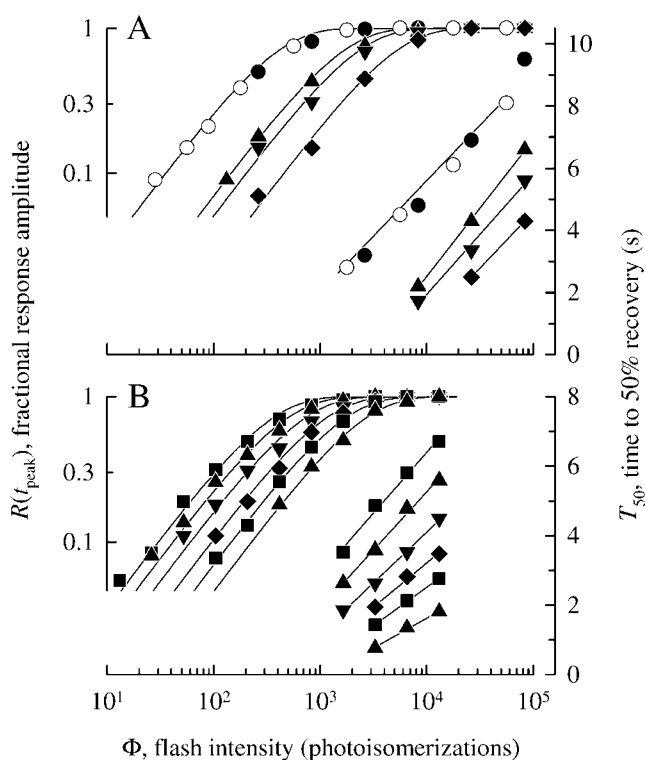 A
1
0.3
0.1
10
8
6
4
2
0
B
1
0.3
0.1
8
6
4
2
0
10¹ 10² 10³ 10⁴ 10⁵
R(t_peak), fractional response amplitude
T₅₀, time to 50% recovery (s)
Φ, flash intensity (photoisomerizations)